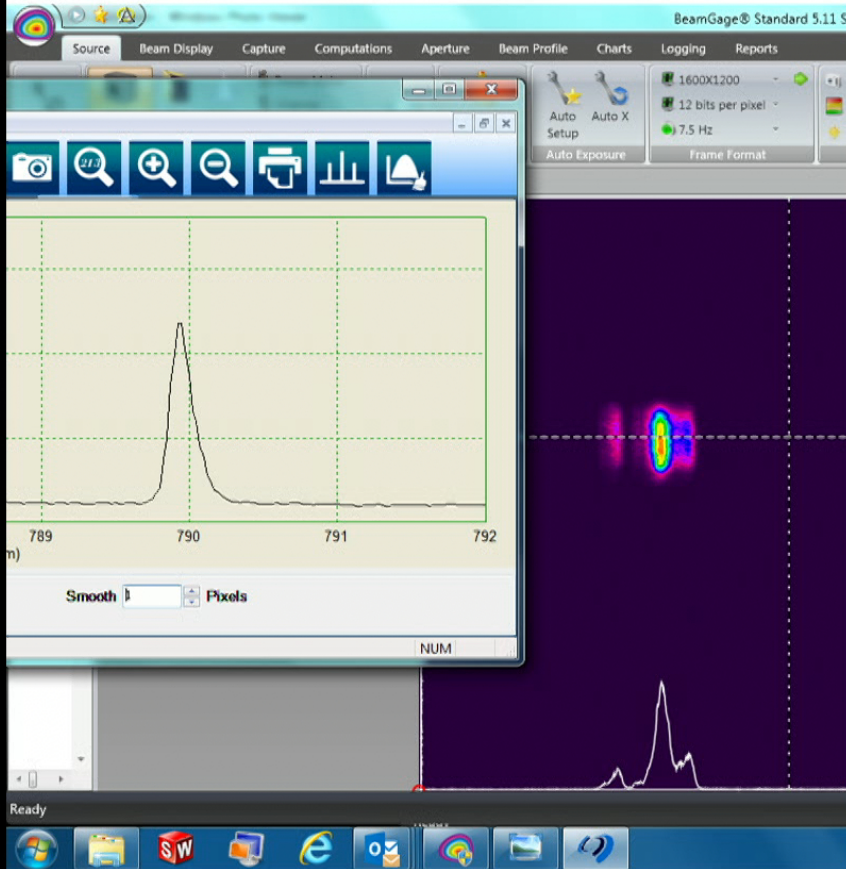 BeamGage® Standard 5.11 S
Source Beam Display Capture Computations Aperture Beam Profile Charts Logging Reports
1600X1200
12 bits per pixel
7.5 Hz
Auto Setup
Auto X
Auto Exposure
Frame Format
213
789 790 791 792
m)
Smooth Pixels
NUM
Ready
SW